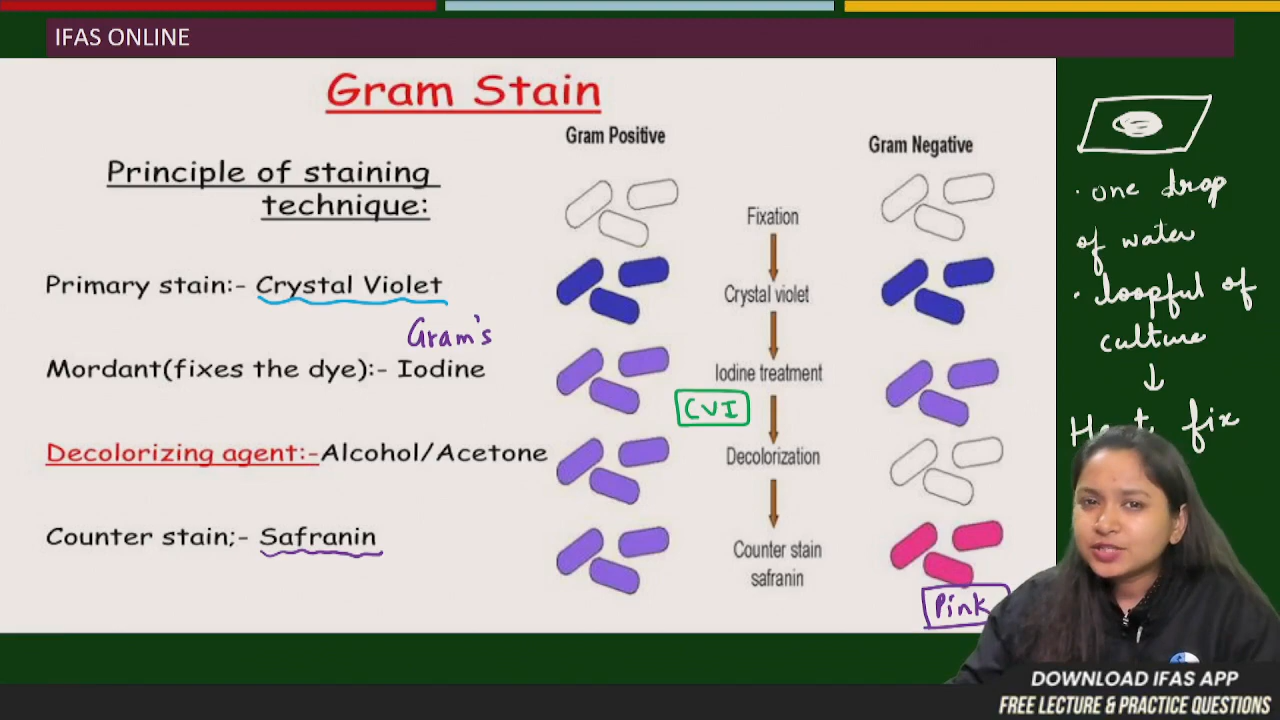 IFAS ONLINE
Gram Stain
Principle of staining
technique:
Primary stain:- Crystal Violet
Gram's
Mordant(fixes the dye):- Iodine
Decolorizing agent:-Alcohol/Acetone
Counter stain;- Safranin
Gram Positive
Gram Negative
Fixation
Crystal violet
Iodine treatment
CVI
Decolorization
Counter stain
safranin
Pink
· one drop
of water
· loopful of
culture
↓
Heat fix
DOWNLOAD IFAS APP
FREE LECTURE & PRACTICE QUESTIONS